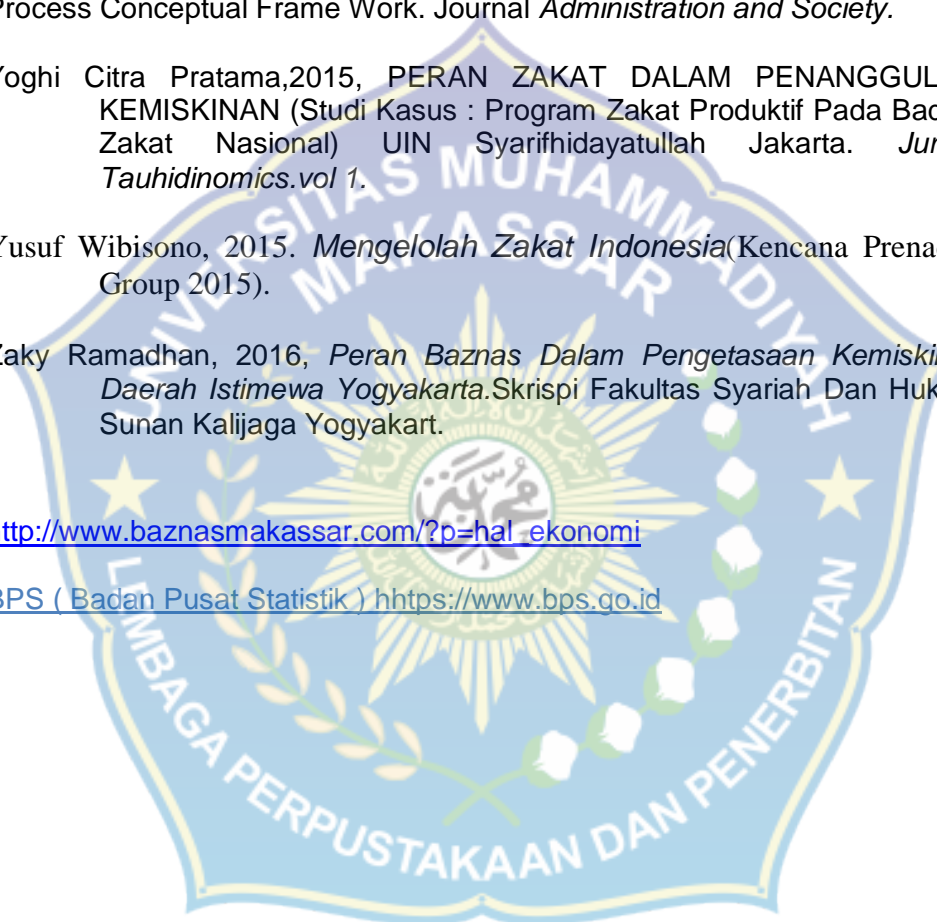 Process Conceptual Frame Work. Journal Administration and Society.
Yoghi Citra Pratama,2015, PERAN ZAKAT DALAM PENANGGUL
KEMISKINAN (Studi Kasus : Program Zakat Produktif Pada Bad
Zakat Nasional) UIN Syarifhidayatullah Jakarta. Jur
Tauhidinomics.vol 1.
Yusuf Wibisono, 2015. Mengelolah Zakat Indonesia(Kencana Prenad
Group 2015).
Zaky Ramadhan, 2016, Peran Baznas Dalam Pengetasaan Kemiskin
Daerah Istimewa Yogyakarta.Skrispi Fakultas Syariah Dan Huk
Sunan Kalijaga Yogyakart.
ttp://www.baznasmakassar.com/?p=hal_ekonomi
BPS ( Badan Pusat Statistik ) hhtps://www.bps.go.id
UNIVERSITAS MUHAMMADIYAH
MAKASSAR
LEMBAGA PERPUSTAKAAN DAN PENERBITAN